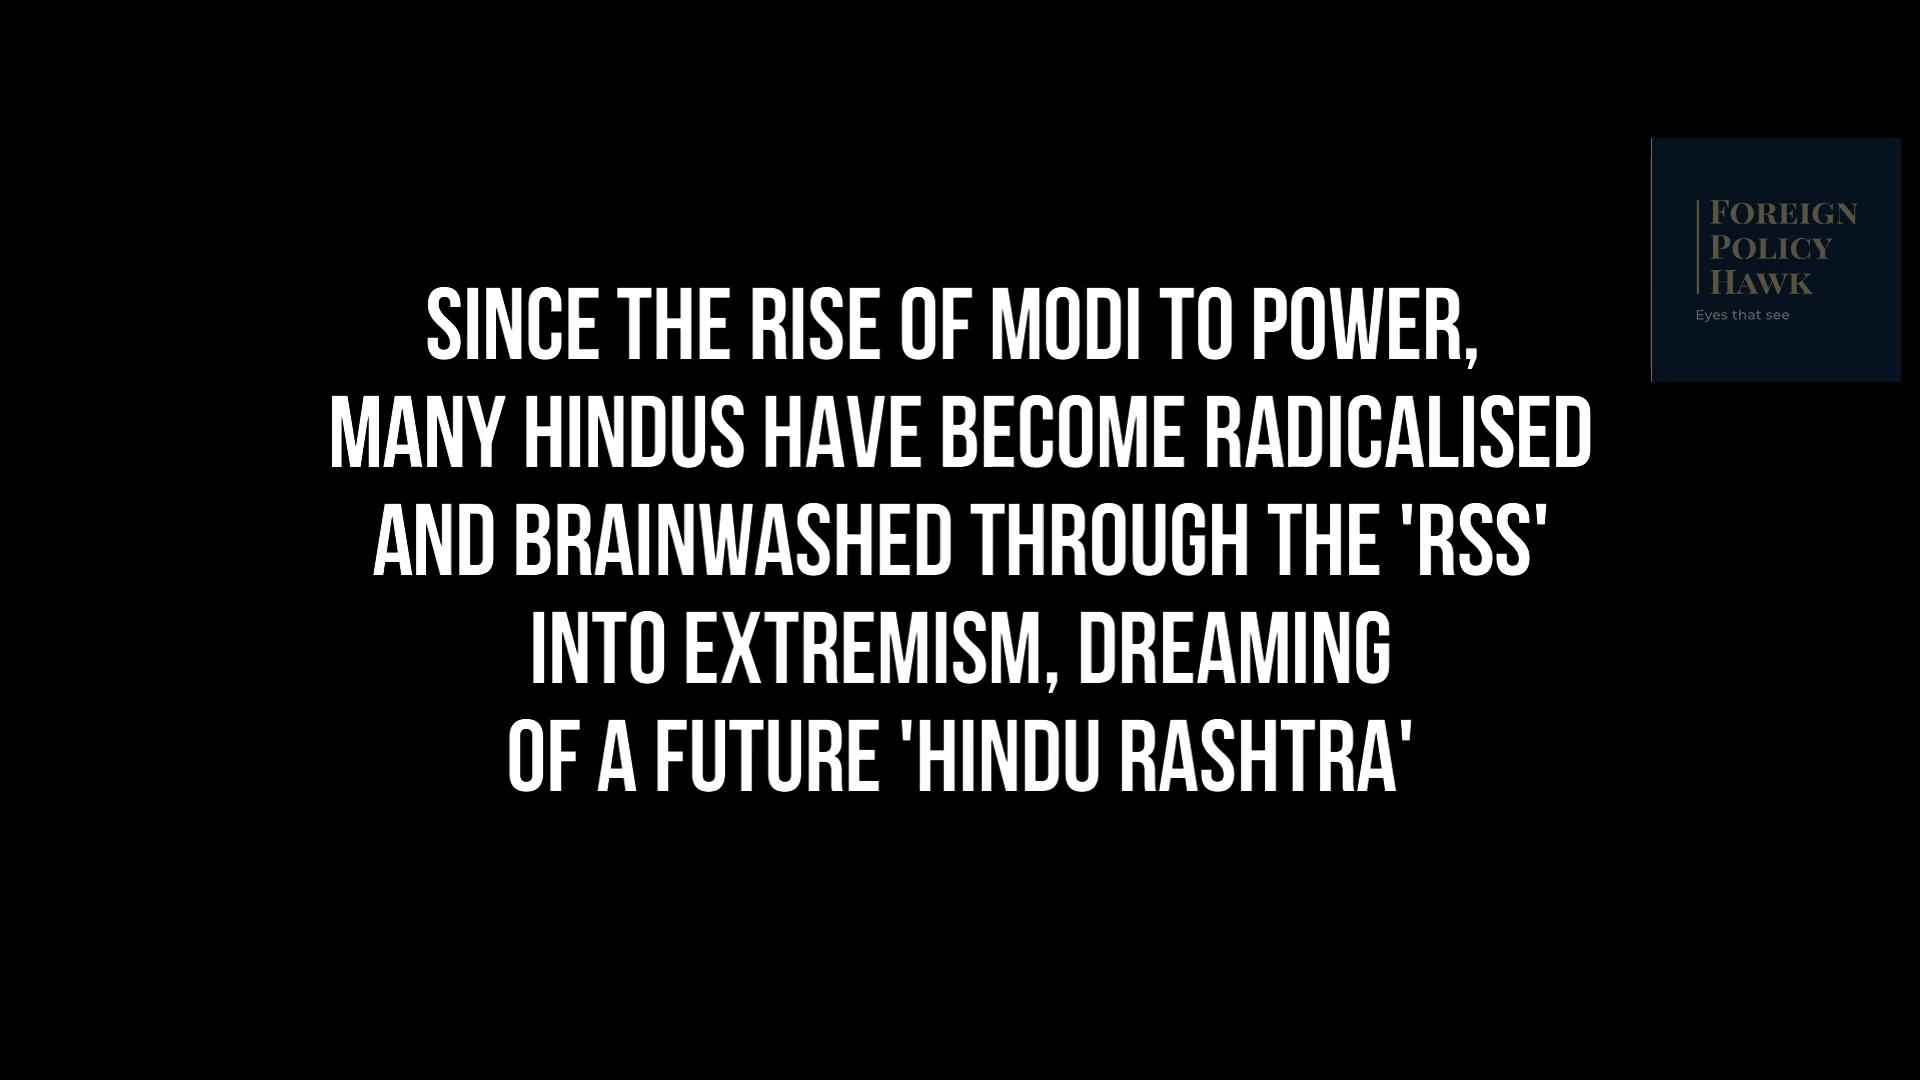 SINCE THE RISE OF MODI TO POWER,
MANY HINDUS HAVE BECOME RADICALISED
AND BRAINWASHED THROUGH THE 'RSS'
INTO EXTREMISM, DREAMING
OF A FUTURE 'HINDU RASHTRA'
FOREIGN
POLICY
HAWK
Eyes that see